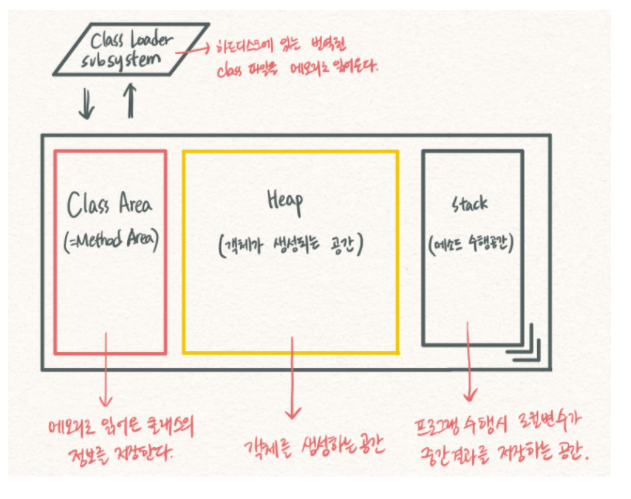 Class Loader
subsystem
하드디스크에 있는 번역된
class 파일을 메모리로 읽어온다.
Class Area
(=Method Area)
Heap
(객체가 생성되는 공간)
Stack
(메소드 수행공간)
메모리로 읽어온 클래스의
정보를 저장한다.
객체를 생성하는 공간
프로그램 수행시 로컬변수가
중간결과를 저장하는 공간.